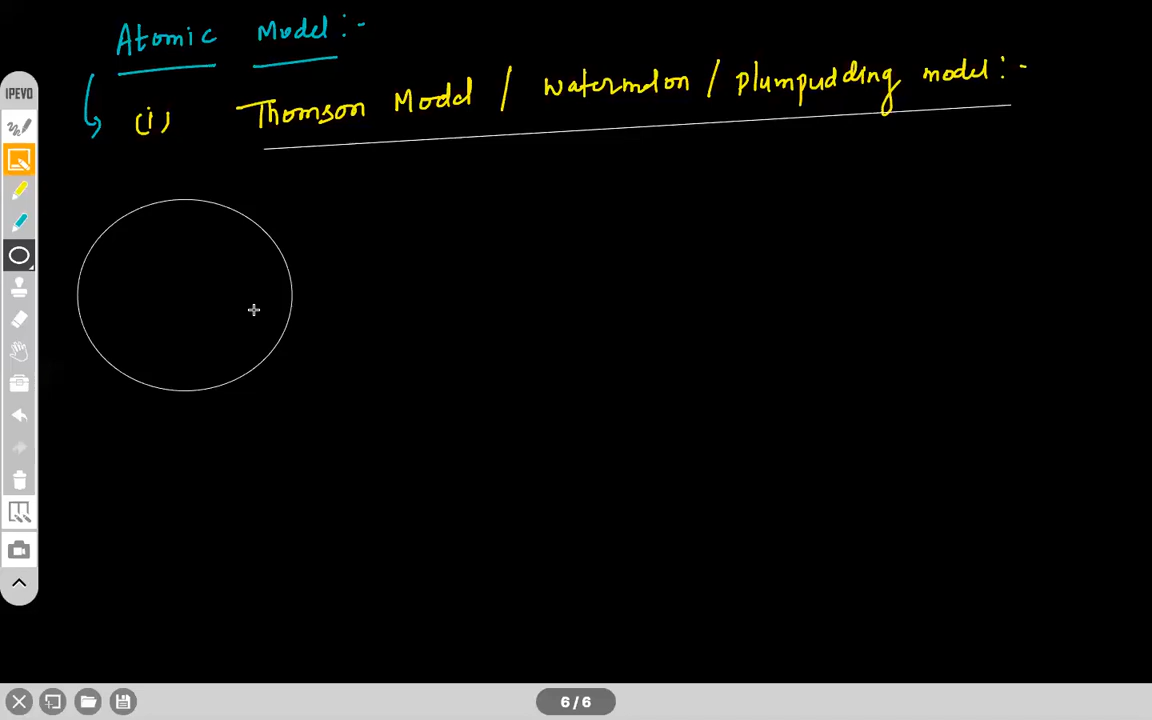 Atomic Model:-
(i) Thomson Model / watermelon / plumpudding model:-
IPEVO
6 / 6